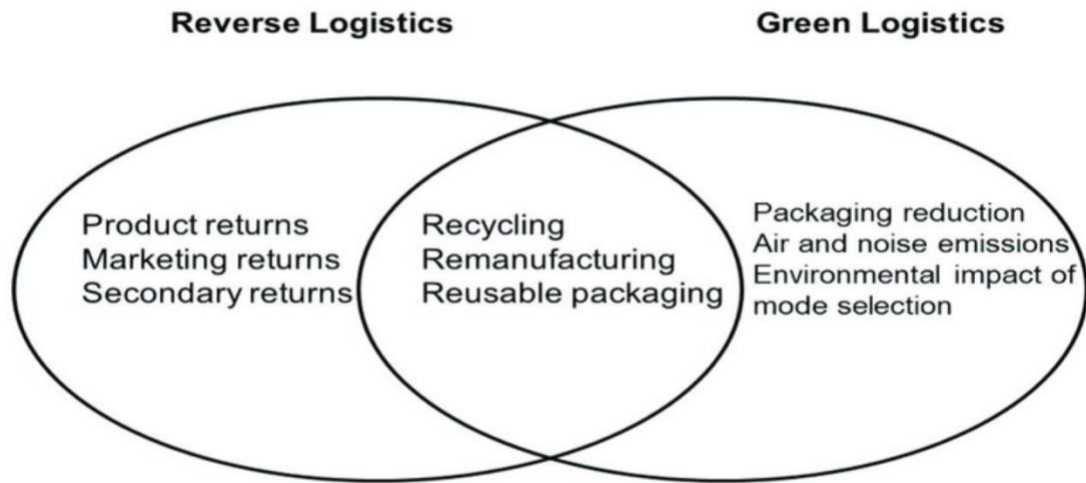 Reverse Logistics
Green Logistics
Product returns
Marketing returns
Secondary returns
Recycling
Remanufacturing
Reusable packaging
Packaging reduction
Air and noise emissions
Environmental impact of
mode selection